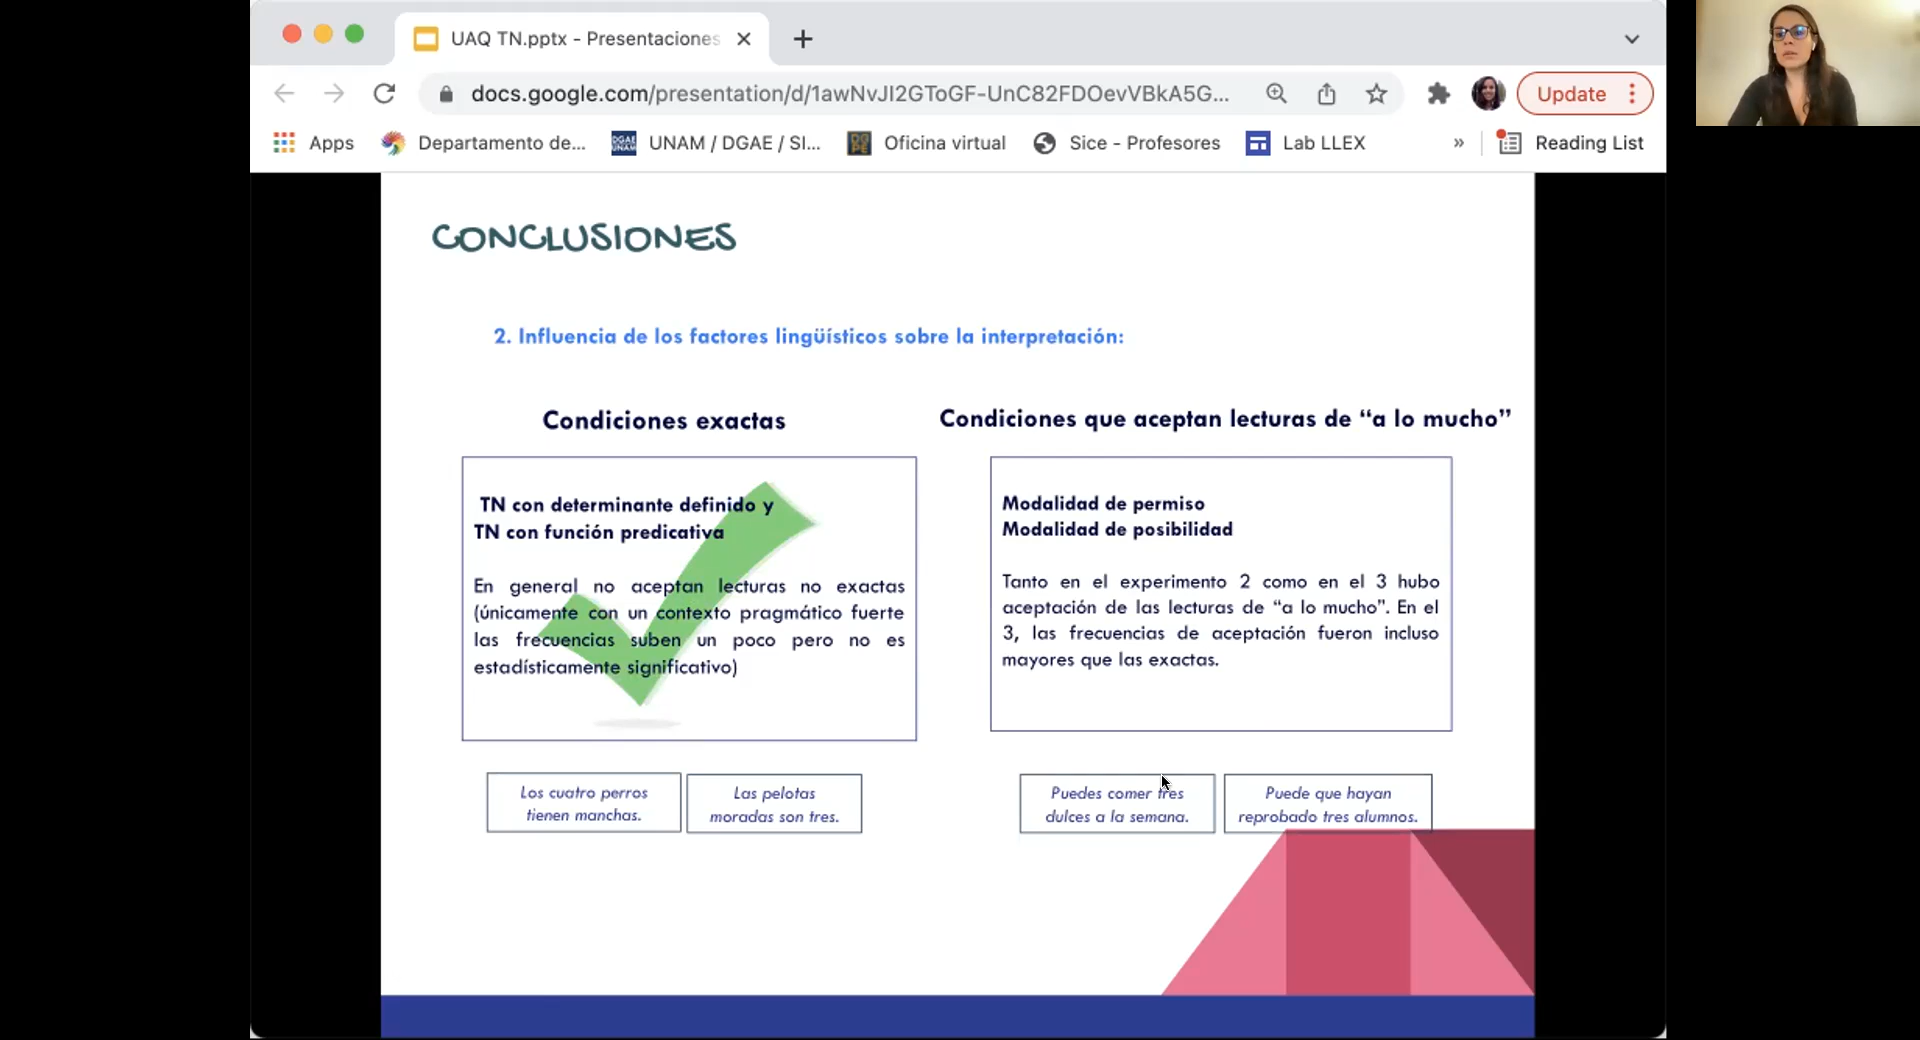 UAQ TN.pptx - Presentaciones
docs.google.com/presentation/d/1awNvJI2GToGF-UnC82FDOevVBkA5G...
Update
Apps
Departamento de...
DGAE
UNAM
UNAM / DGAE / SI...
Oficina virtual
Sice - Profesores
Lab LLEX
»
Reading List
CONCLUSIONES
2. Influencia de los factores lingüísticos sobre la interpretación:
Condiciones exactas
TN con determinante definido y
TN con función predicativa
En general no aceptan lecturas no exactas
(únicamente con un contexto pragmático fuerte
las frecuencias suben un poco pero no es
estadísticamente significativo)
Los cuatro perros
tienen manchas.
Las pelotas
moradas son tres.
Condiciones que aceptan lecturas de “a lo mucho”
Modalidad de permiso
Modalidad de posibilidad
Tanto en el experimento 2 como en el 3 hubo
aceptación de las lecturas de “a lo mucho”. En el
3, las frecuencias de aceptación fueron incluso
mayores que las exactas.
Puedes comer tres
dulces a la semana.
Puede que hayan
reprobado tres alumnos.